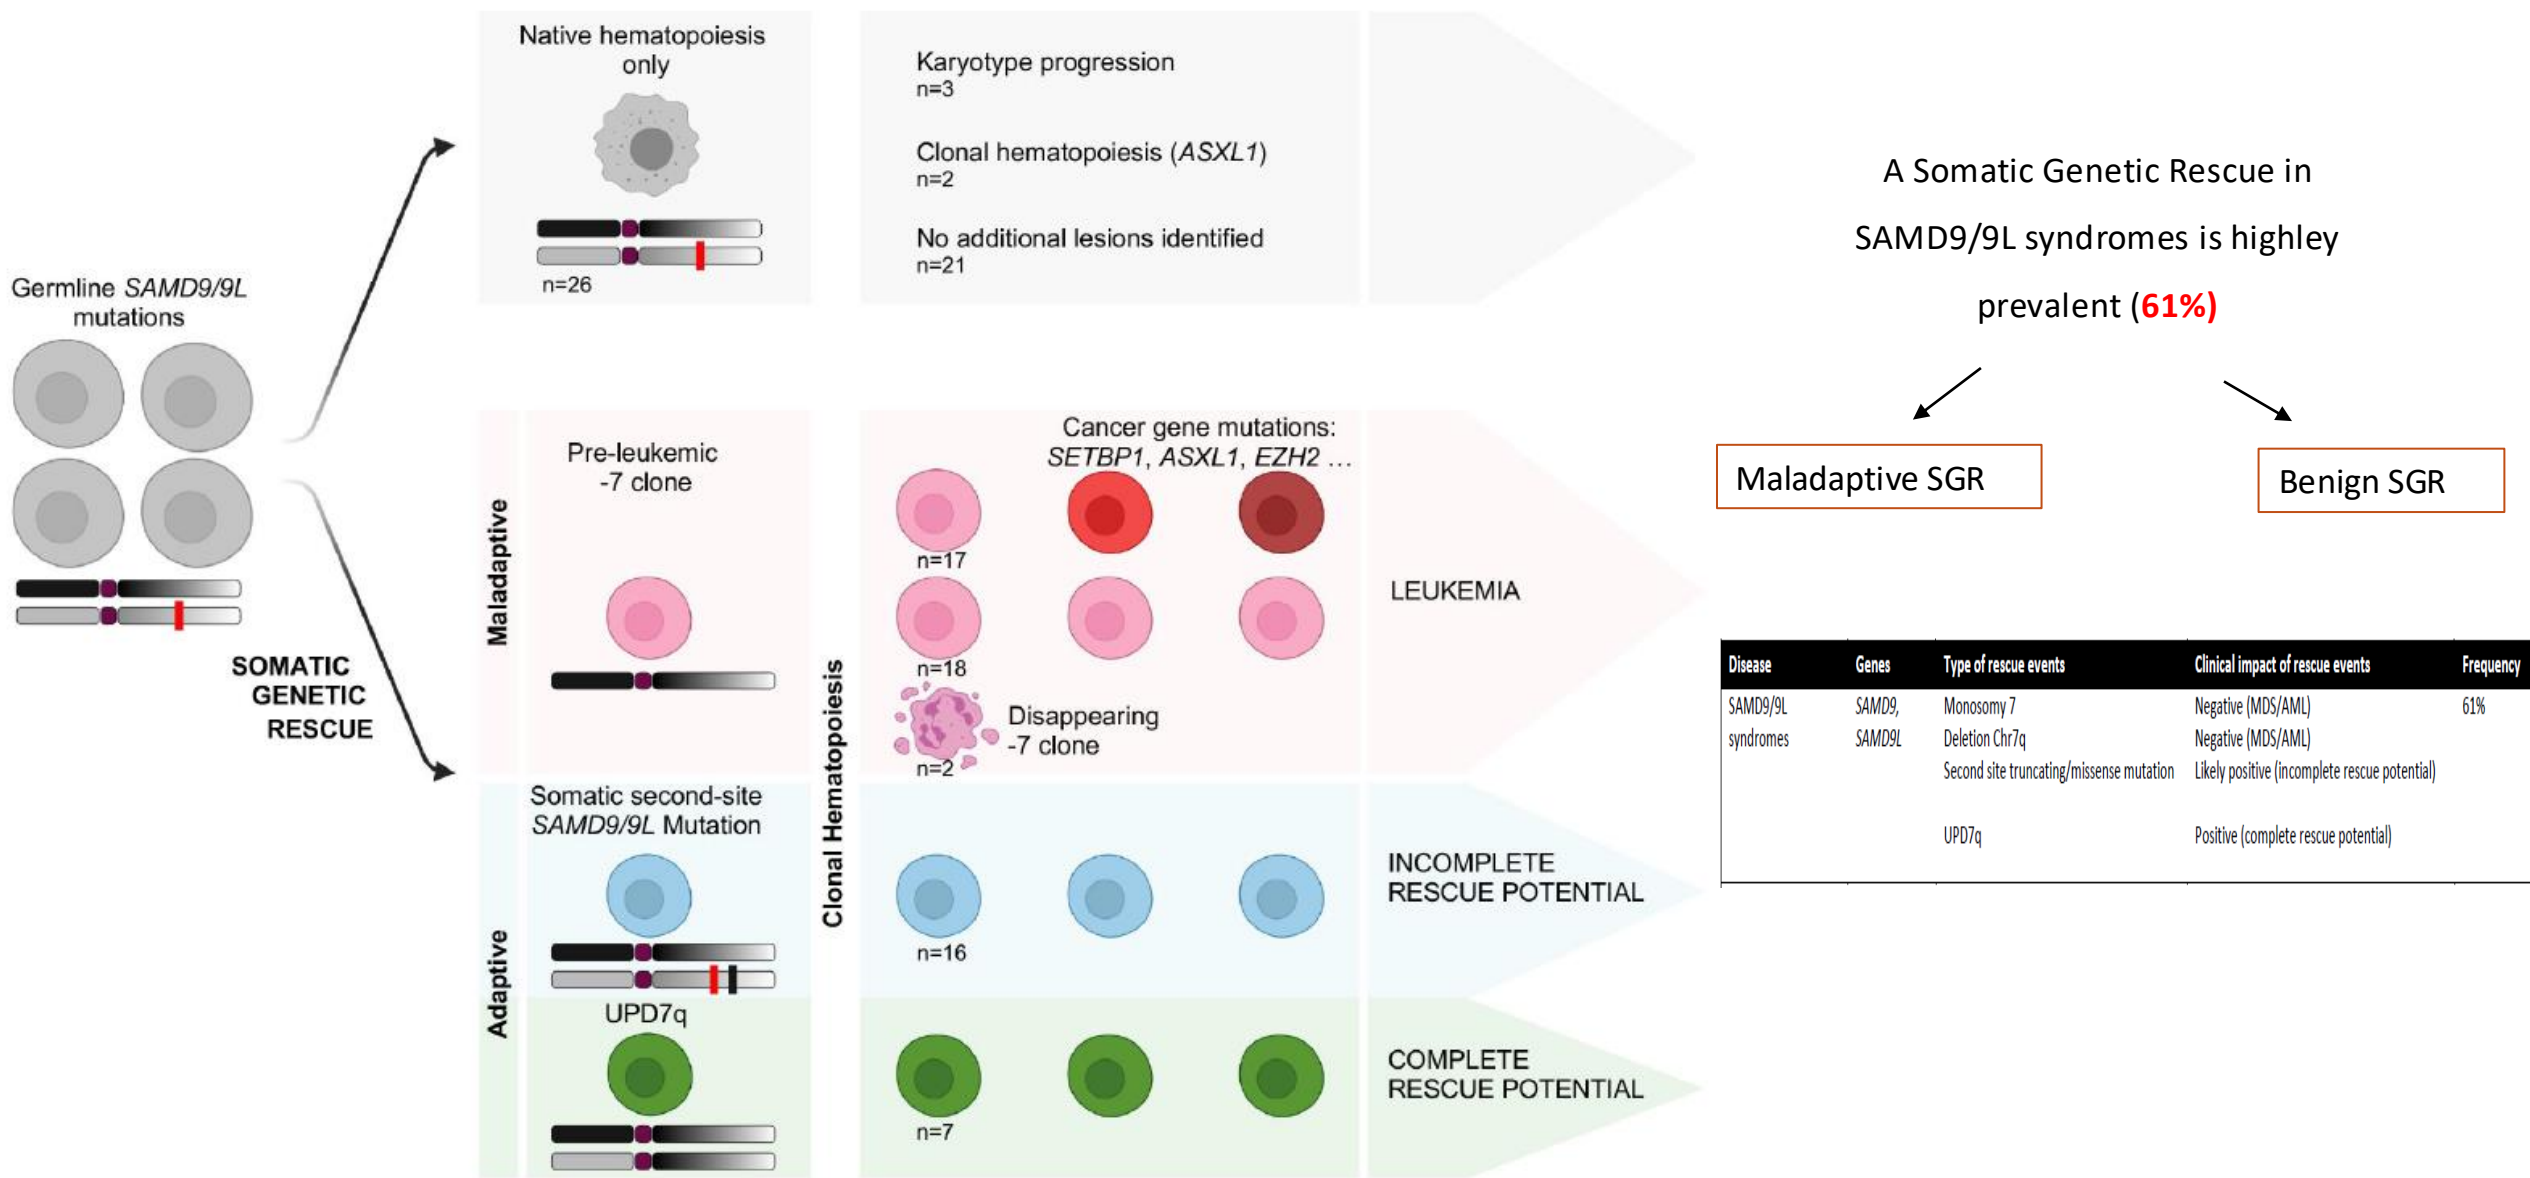 Germline SAMD9/9L
mutations
SOMATIC
GENETIC
RESCUE
Native hematopoiesis
only
n=26
Karyotype progression
n=3
Clonal hematopoiesis (ASXL1)
n=2
No additional lesions identified
n=21
Maladaptive
Pre-leukemic
-7 clone
Clonal Hematopoiesis
Cancer gene mutations:
SETBP1, ASXL1, EZH2 ...
n=17
n=18
Disappearing
-7 clone
n=2
LEUKEMIA
Adaptive
Somatic second-site
SAMD9/9L Mutation
n=16
INCOMPLETE
RESCUE POTENTIAL
UPD7q
n=7
COMPLETE
RESCUE POTENTIAL
A Somatic Genetic Rescue in
SAMD9/9L syndromes is highley
prevalent (61%)
Maladaptive SGR
Benign SGR
Disease Genes Type of rescue events Clinical impact of rescue events Frequency
SAMD9/9L SAMD9, Monosomy 7 Negative (MDS/AML) 61%
syndromes SAMD9L Deletion Chr7q Negative (MDS/AML)
Second site truncating/missense mutation Likely positive (incomplete rescue potential)
UPD7q Positive (complete rescue potential)